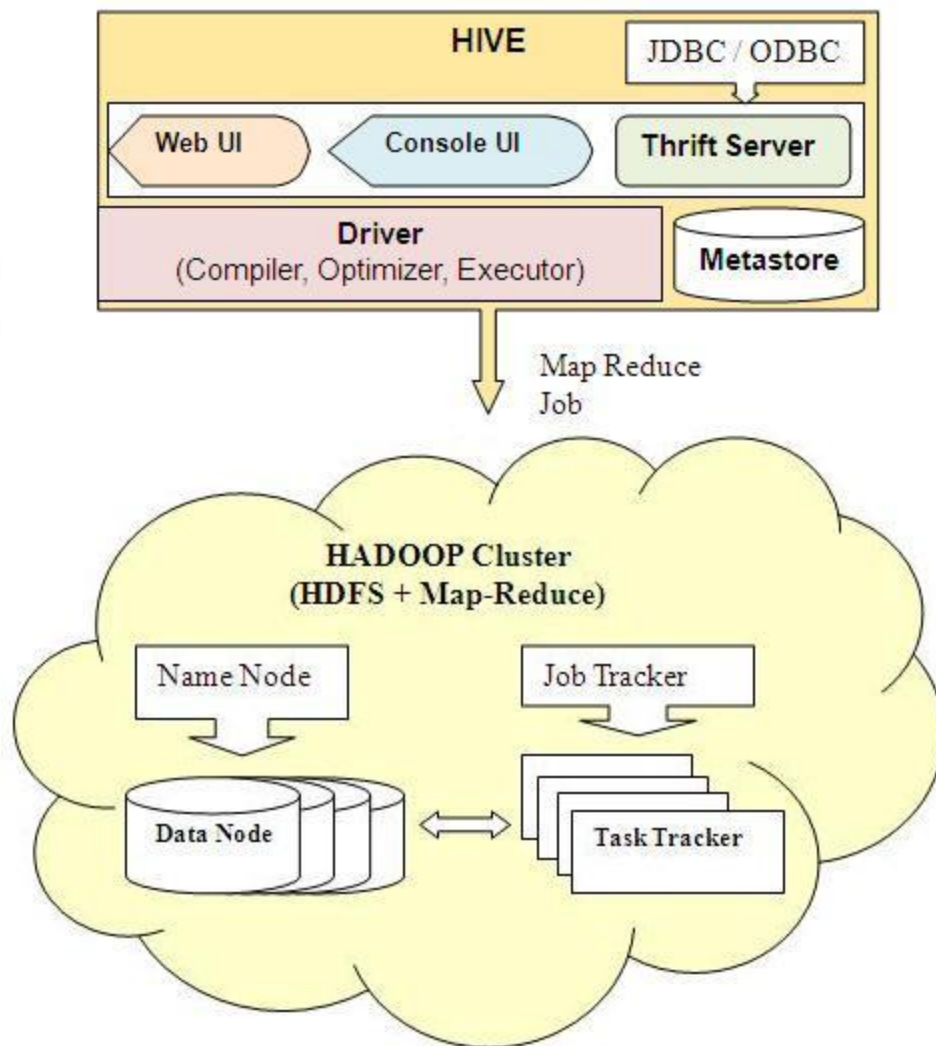 HIVE
JDBC / ODBC
Web UI
Console UI
Thrift Server
Driver
(Compiler, Optimizer, Executor)
Metastore
Map Reduce
Job
HADOOP Cluster
(HDFS + Map-Reduce)
Name Node
Job Tracker
Data Node
Task Tracker